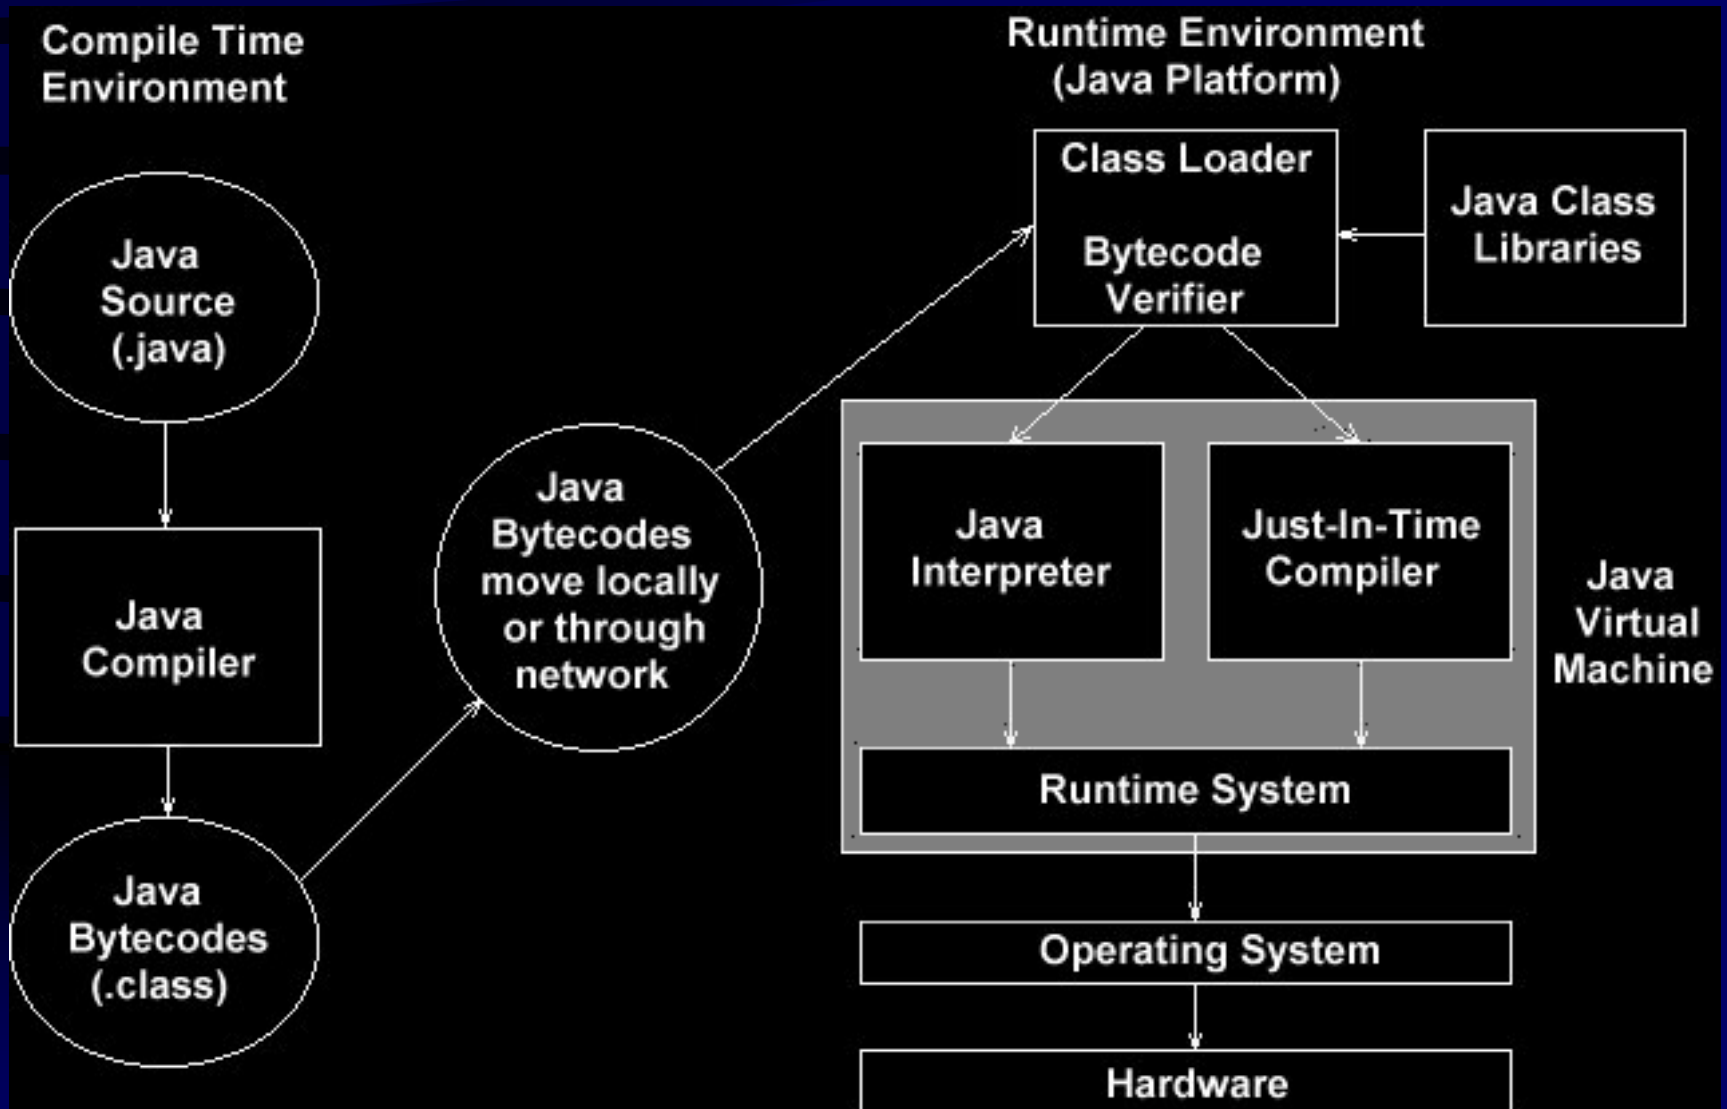 Compile Time
Environment
Java
Source
(.java)
Java
Compiler
Java
Bytecodes
(.class)
Java
Bytecodes
move locally
or through
network
Runtime Environment
(Java Platform)
Class Loader
Bytecode
Verifier
Java Class
Libraries
Java
Interpreter
Just-In-Time
Compiler
Java
Virtual
Machine
Runtime System
Operating System
Hardware